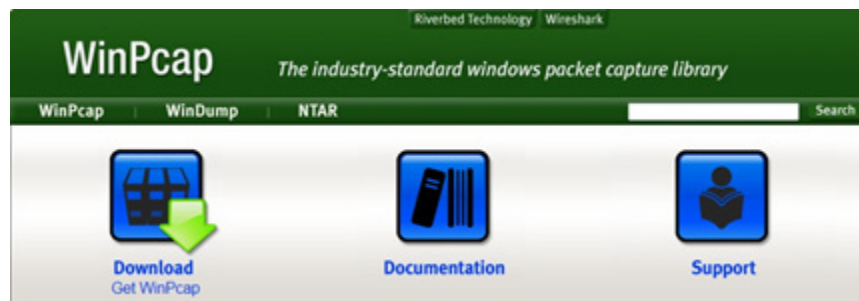 Riverbed Technology Wireshark
WinPcap
The industry-standard windows packet capture library
WinPcap WinDump NTAR Search
Download Documentation Support
Get WinPcap